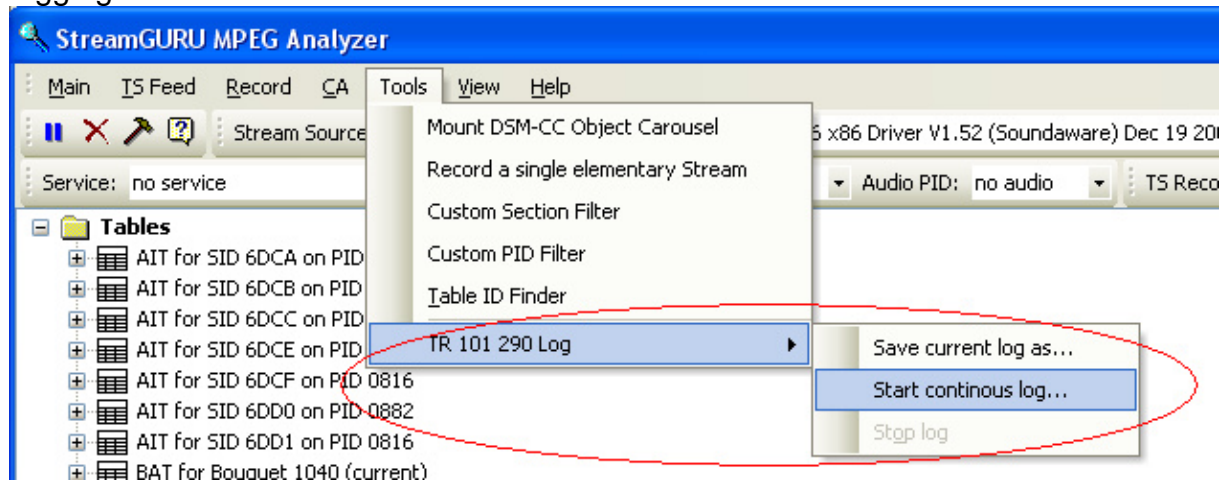 StreamGURU MPEG Analyzer
Main TS Feed Record CA Tools View Help
Stream Source
6 x86 Driver V1.52 (Soundaware) Dec 19 200
Service: no service
Audio PID: no audio
TS Reco
Mount DSM-CC Object Carousel
Record a single elementary Stream
Custom Section Filter
Custom PID Filter
Table ID Finder
TR 101 290 Log
Save current log as...
Start continous log...
Stop log
Tables
AIT for SID 6DCA on PID
AIT for SID 6DCB on PID
AIT for SID 6DCC on PID
AIT for SID 6DCE on PID
AIT for SID 6DCF on PID 0816
AIT for SID 6DD0 on PID 0882
AIT for SID 6DD1 on PID 0816
BAT for Bouquet 1040 (current)